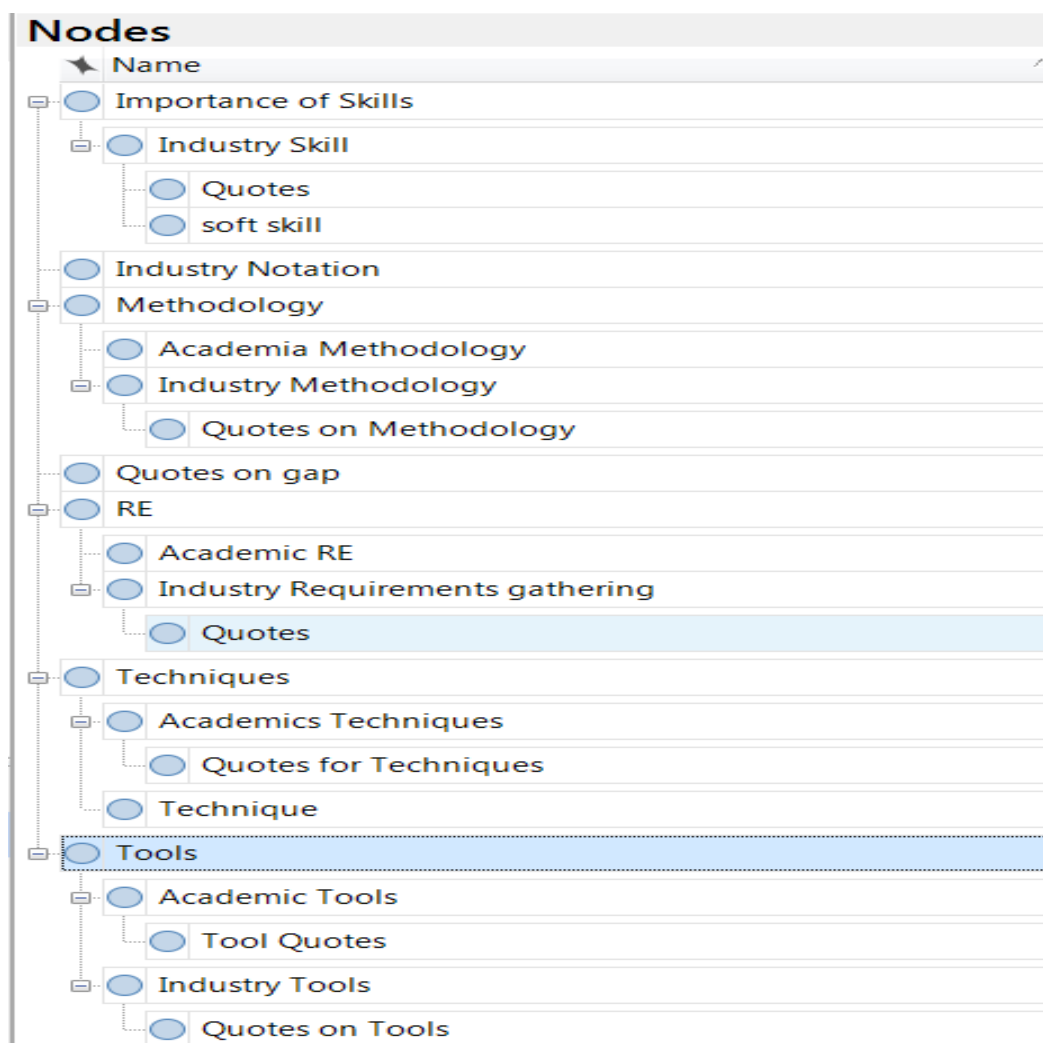 Nodes
Name
Importance of Skills
Industry Skill
Quotes
soft skill
Industry Notation
Methodology
Academia Methodology
Industry Methodology
Quotes on Methodology
Quotes on gap
RE
Academic RE
Industry Requirements gathering
Quotes
Techniques
Academics Techniques
Quotes for Techniques
Technique
Tools
Academic Tools
Tool Quotes
Industry Tools
Quotes on Tools